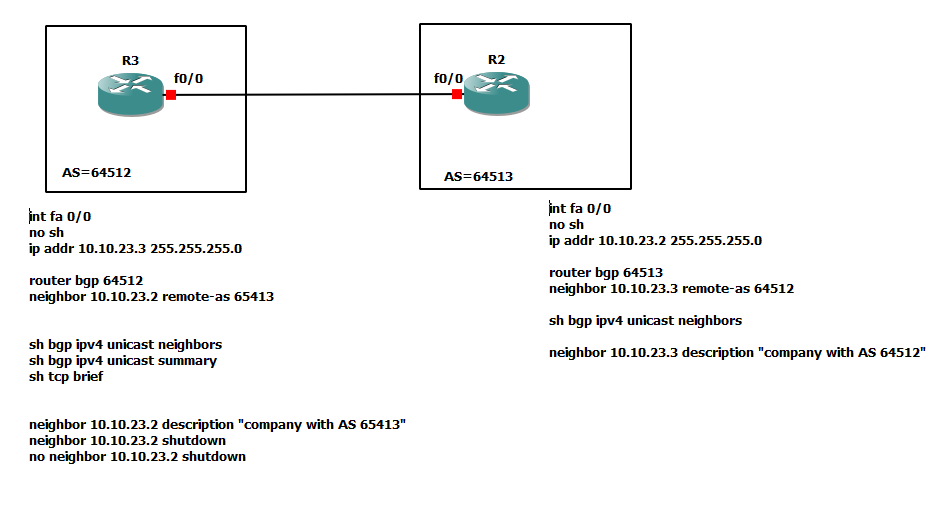 R3
f0/0
AS=64512
R2
f0/0
AS=64513
int fa 0/0
no sh
ip addr 10.10.23.3 255.255.255.0
router bgp 64512
neighbor 10.10.23.2 remote-as 65413
sh bgp ipv4 unicast neighbors
sh bgp ipv4 unicast summary
sh tcp brief
neighbor 10.10.23.2 description "company with AS 65413"
neighbor 10.10.23.2 shutdown
no neighbor 10.10.23.2 shutdown
int fa 0/0
no sh
ip addr 10.10.23.2 255.255.255.0
router bgp 64513
neighbor 10.10.23.3 remote-as 64512
sh bgp ipv4 unicast neighbors
neighbor 10.10.23.3 description "company with AS 64512"